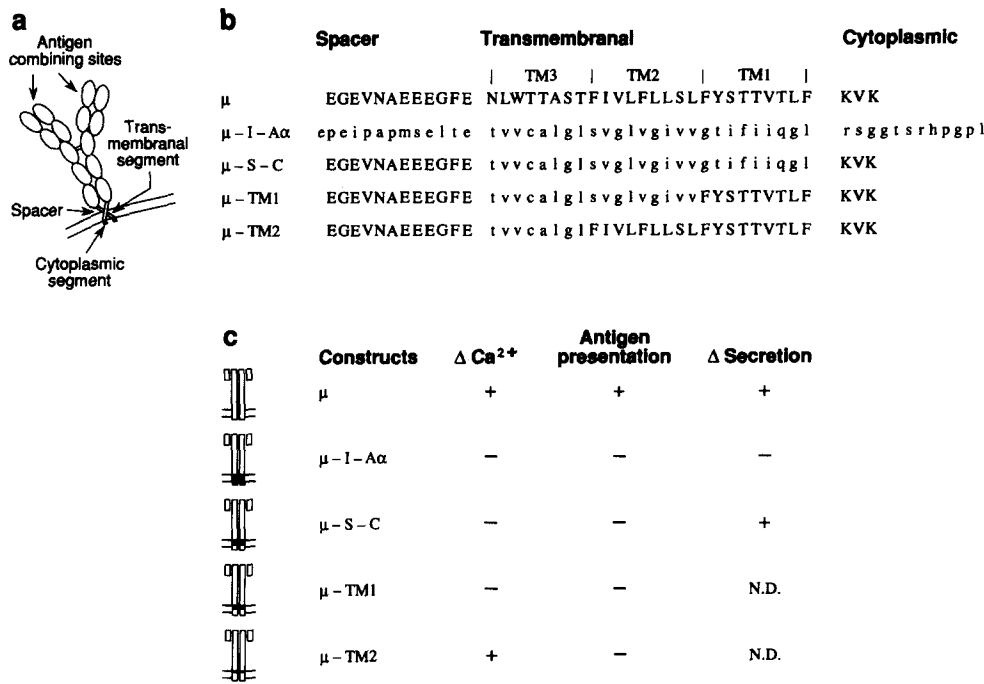 a
Antigen
combining sites
Trans-
membranal
segment
Spacer
Cytoplasmic
segment
b
Spacer Transmembranal Cytoplasmic
| TM3 | TM2 | TM1 |
μ EGEVNAEEEGFE NLWTTASTFIVLFLLSLFYSTTVTLF KVK
μ-I-Aα epeipapmselte tvvcalglsvglvgivvgtifiiqgl rsggtsrhpgpl
μ-S-C EGEVNAEEEGFE tvvcalglsvglvgivvgtifiiqgl KVK
μ-TM1 EGEVNAEEEGFE tvvcalglsvglvgivvFYSTTVTLF KVK
μ-TM2 EGEVNAEEEGFE tvvcalglFIVLFLLSLFYSTTVTLF KVK
c
Constructs Δ Ca2+ Antigen presentation Δ Secretion
μ + + +
μ-I-Aα − − −
μ-S-C − − +
μ-TM1 − − N.D.
μ-TM2 + − N.D.